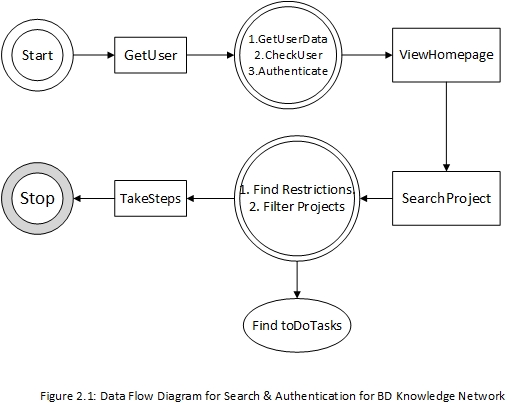 Start
GetUser
1.GetUserData
2.CheckUser
3.Authenticate
ViewHomepage
Stop
TakeSteps
1. Find Restrictions.
2. Filter Projects
SearchProject
Find toDoTasks
Figure 2.1: Data Flow Diagram for Search & Authentication for BD Knowledge Network